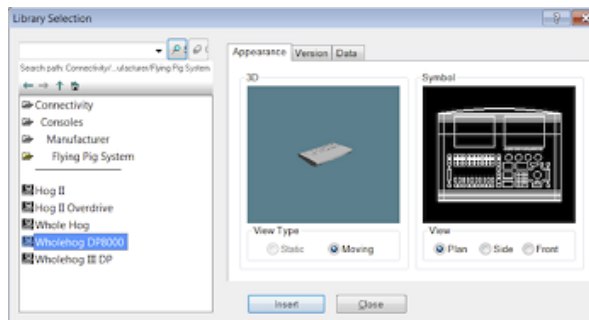 Library Selection
Search path: Connectivity/...ufacturer/Flying Pig System
Connectivity
Consoles
Manufacturer
Flying Pig System
Hog II
Hog II Overdrive
Whole Hog
Wholehog DP8000
Wholehog III DP
Appearance Version Data
3D
View Type
Static Moving
Symbol
View
Plan Side Front
Insert Close